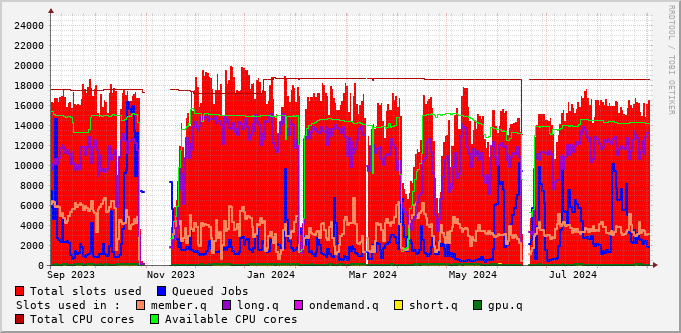 RRDTOOL / TOBI OETIKER
24000
22000
20000
18000
16000
14000
12000
10000
8000
6000
4000
2000
0
Sep 2023 Nov 2023 Jan 2024 Mar 2024 May 2024 Jul 2024
Total slots used Queued Jobs
Slots used in : member.q long.q ondemand.q short.q gpu.q
Total CPU cores Available CPU cores